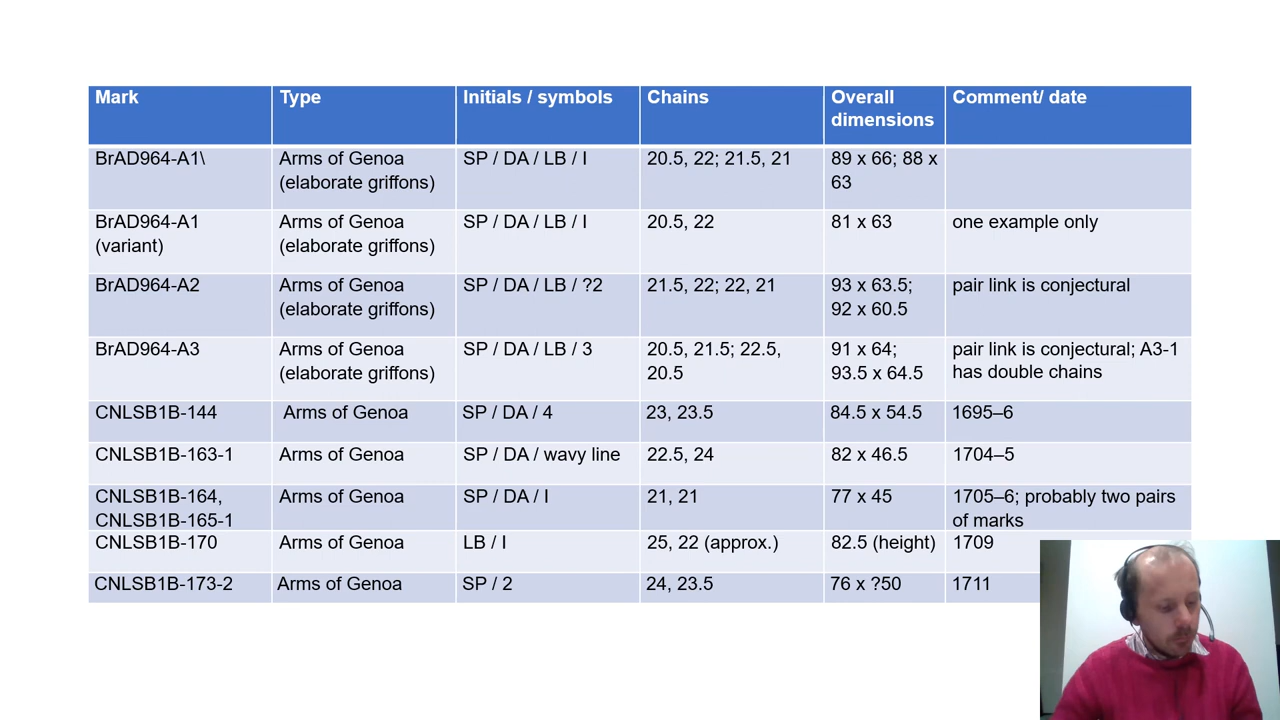 Mark Type Initials / symbols Chains Overall dimensions Comment/ date
BrAD964-A1\ Arms of Genoa (elaborate griffons) SP / DA / LB / I 20.5, 22; 21.5, 21 89 x 66; 88 x 63
BrAD964-A1 (variant) Arms of Genoa (elaborate griffons) SP / DA / LB / I 20.5, 22 81 x 63 one example only
BrAD964-A2 Arms of Genoa (elaborate griffons) SP / DA / LB / ?2 21.5, 22; 22, 21 93 x 63.5; 92 x 60.5 pair link is conjectural
BrAD964-A3 Arms of Genoa (elaborate griffons) SP / DA / LB / 3 20.5, 21.5; 22.5, 20.5 91 x 64; 93.5 x 64.5 pair link is conjectural; A3-1 has double chains
CNLSB1B-144 Arms of Genoa SP / DA / 4 23, 23.5 84.5 x 54.5 1695–6
CNLSB1B-163-1 Arms of Genoa SP / DA / wavy line 22.5, 24 82 x 46.5 1704–5
CNLSB1B-164, CNLSB1B-165-1 Arms of Genoa SP / DA / I 21, 21 77 x 45 1705–6; probably two pairs of marks
CNLSB1B-170 Arms of Genoa LB / I 25, 22 (approx.) 82.5 (height) 1709
CNLSB1B-173-2 Arms of Genoa SP / 2 24, 23.5 76 x ?50 1711